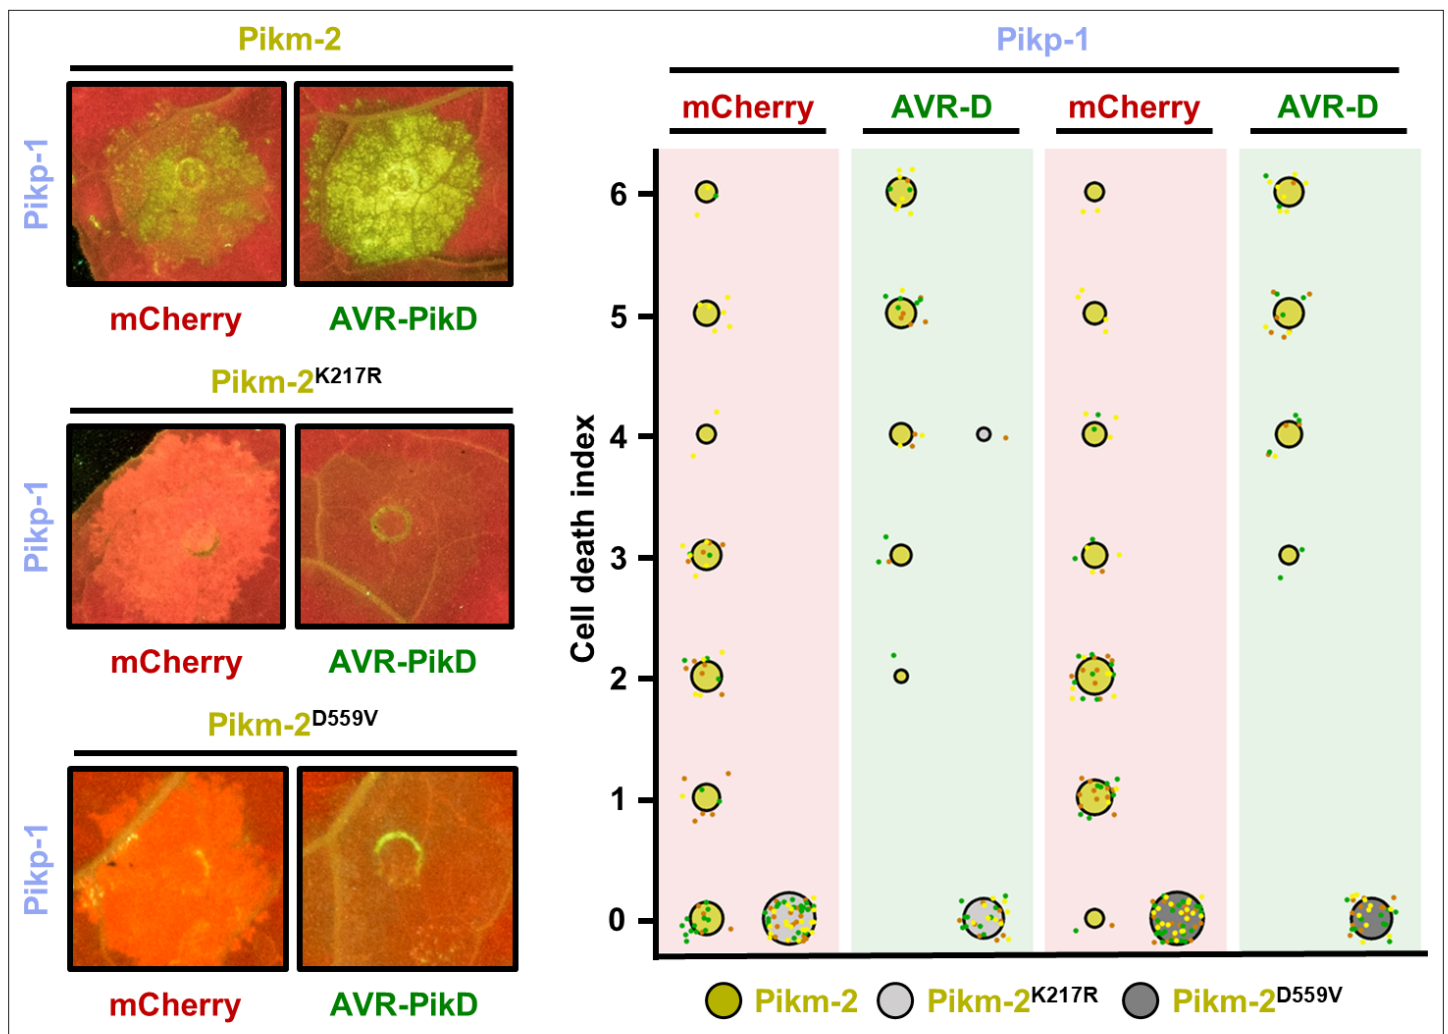 Pikm-2
Pikp-1
mCherry AVR-PikD
Pikm-2K217R
Pikp-1
mCherry AVR-PikD
Pikm-2D559V
Pikp-1
mCherry AVR-PikD
Pikp-1
mCherry AVR-D mCherry AVR-D
Cell death index
6
5
4
3
2
1
0
Pikm-2 Pikm-2K217R Pikm-2D559V